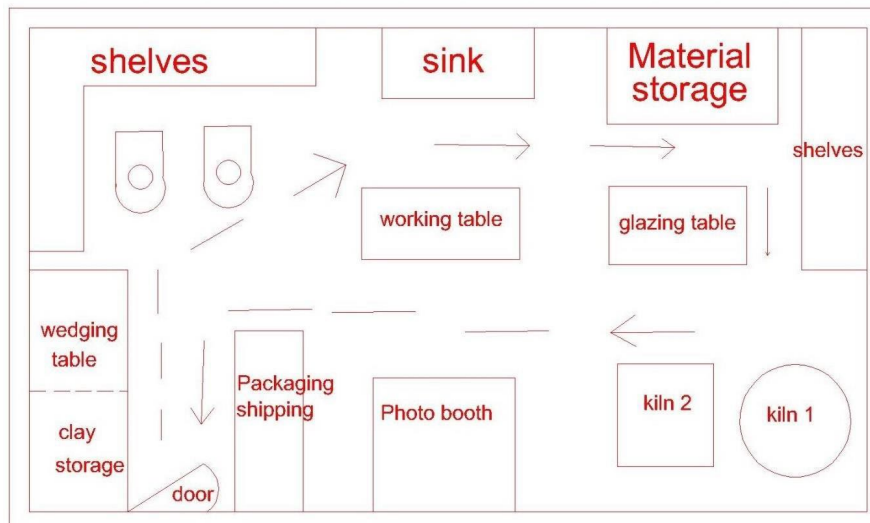 shelves
sink
Material
storage
shelves
working table
glazing table
wedging
table
Packaging
shipping
Photo booth
kiln 2
kiln 1
clay
storage
door